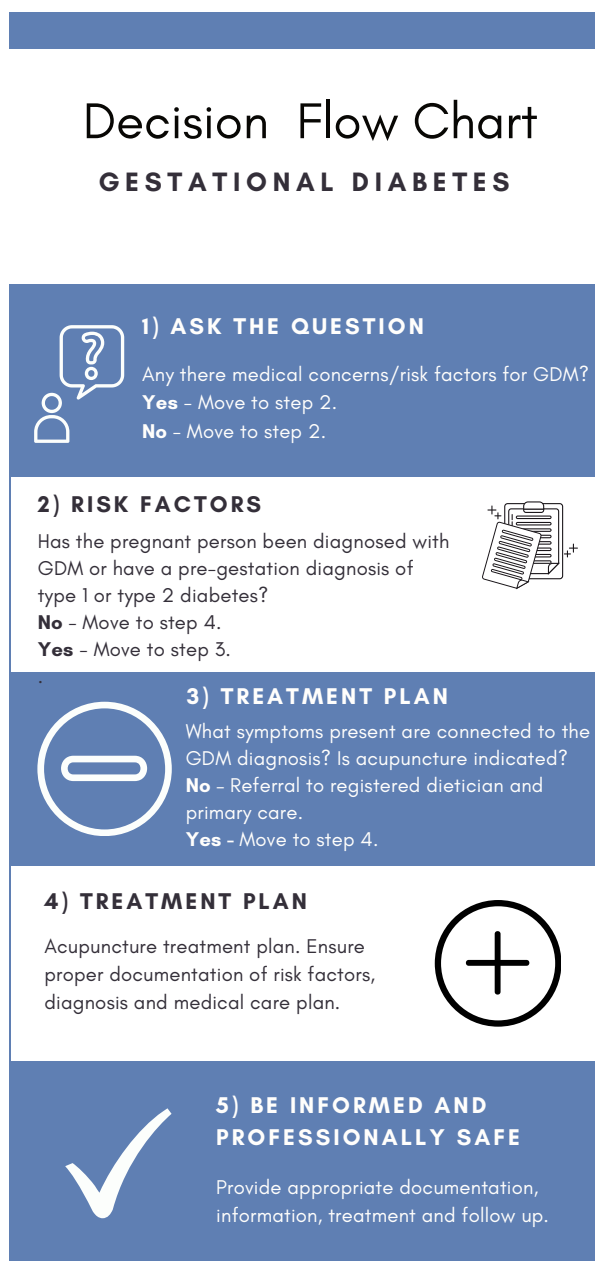 Decision Flow Chart
GESTATIONAL DIABETES
?
1) ASK THE QUESTION
Any there medical concerns/risk factors for GDM?
Yes - Move to step 2.
No - Move to step 2.
2) RISK FACTORS
Has the pregnant person been diagnosed with
GDM or have a pre-gestation diagnosis of
type 1 or type 2 diabetes?
No - Move to step 4.
Yes - Move to step 3.
.
3) TREATMENT PLAN
What symptoms present are connected to the
GDM diagnosis? Is acupuncture indicated?
No - Referral to registered dietician and
primary care.
Yes - Move to step 4.
4) TREATMENT PLAN
Acupuncture treatment plan. Ensure
proper documentation of risk factors,
diagnosis and medical care plan.
5) BE INFORMED AND
PROFESSIONALLY SAFE
Provide appropriate documentation,
information, treatment and follow up.